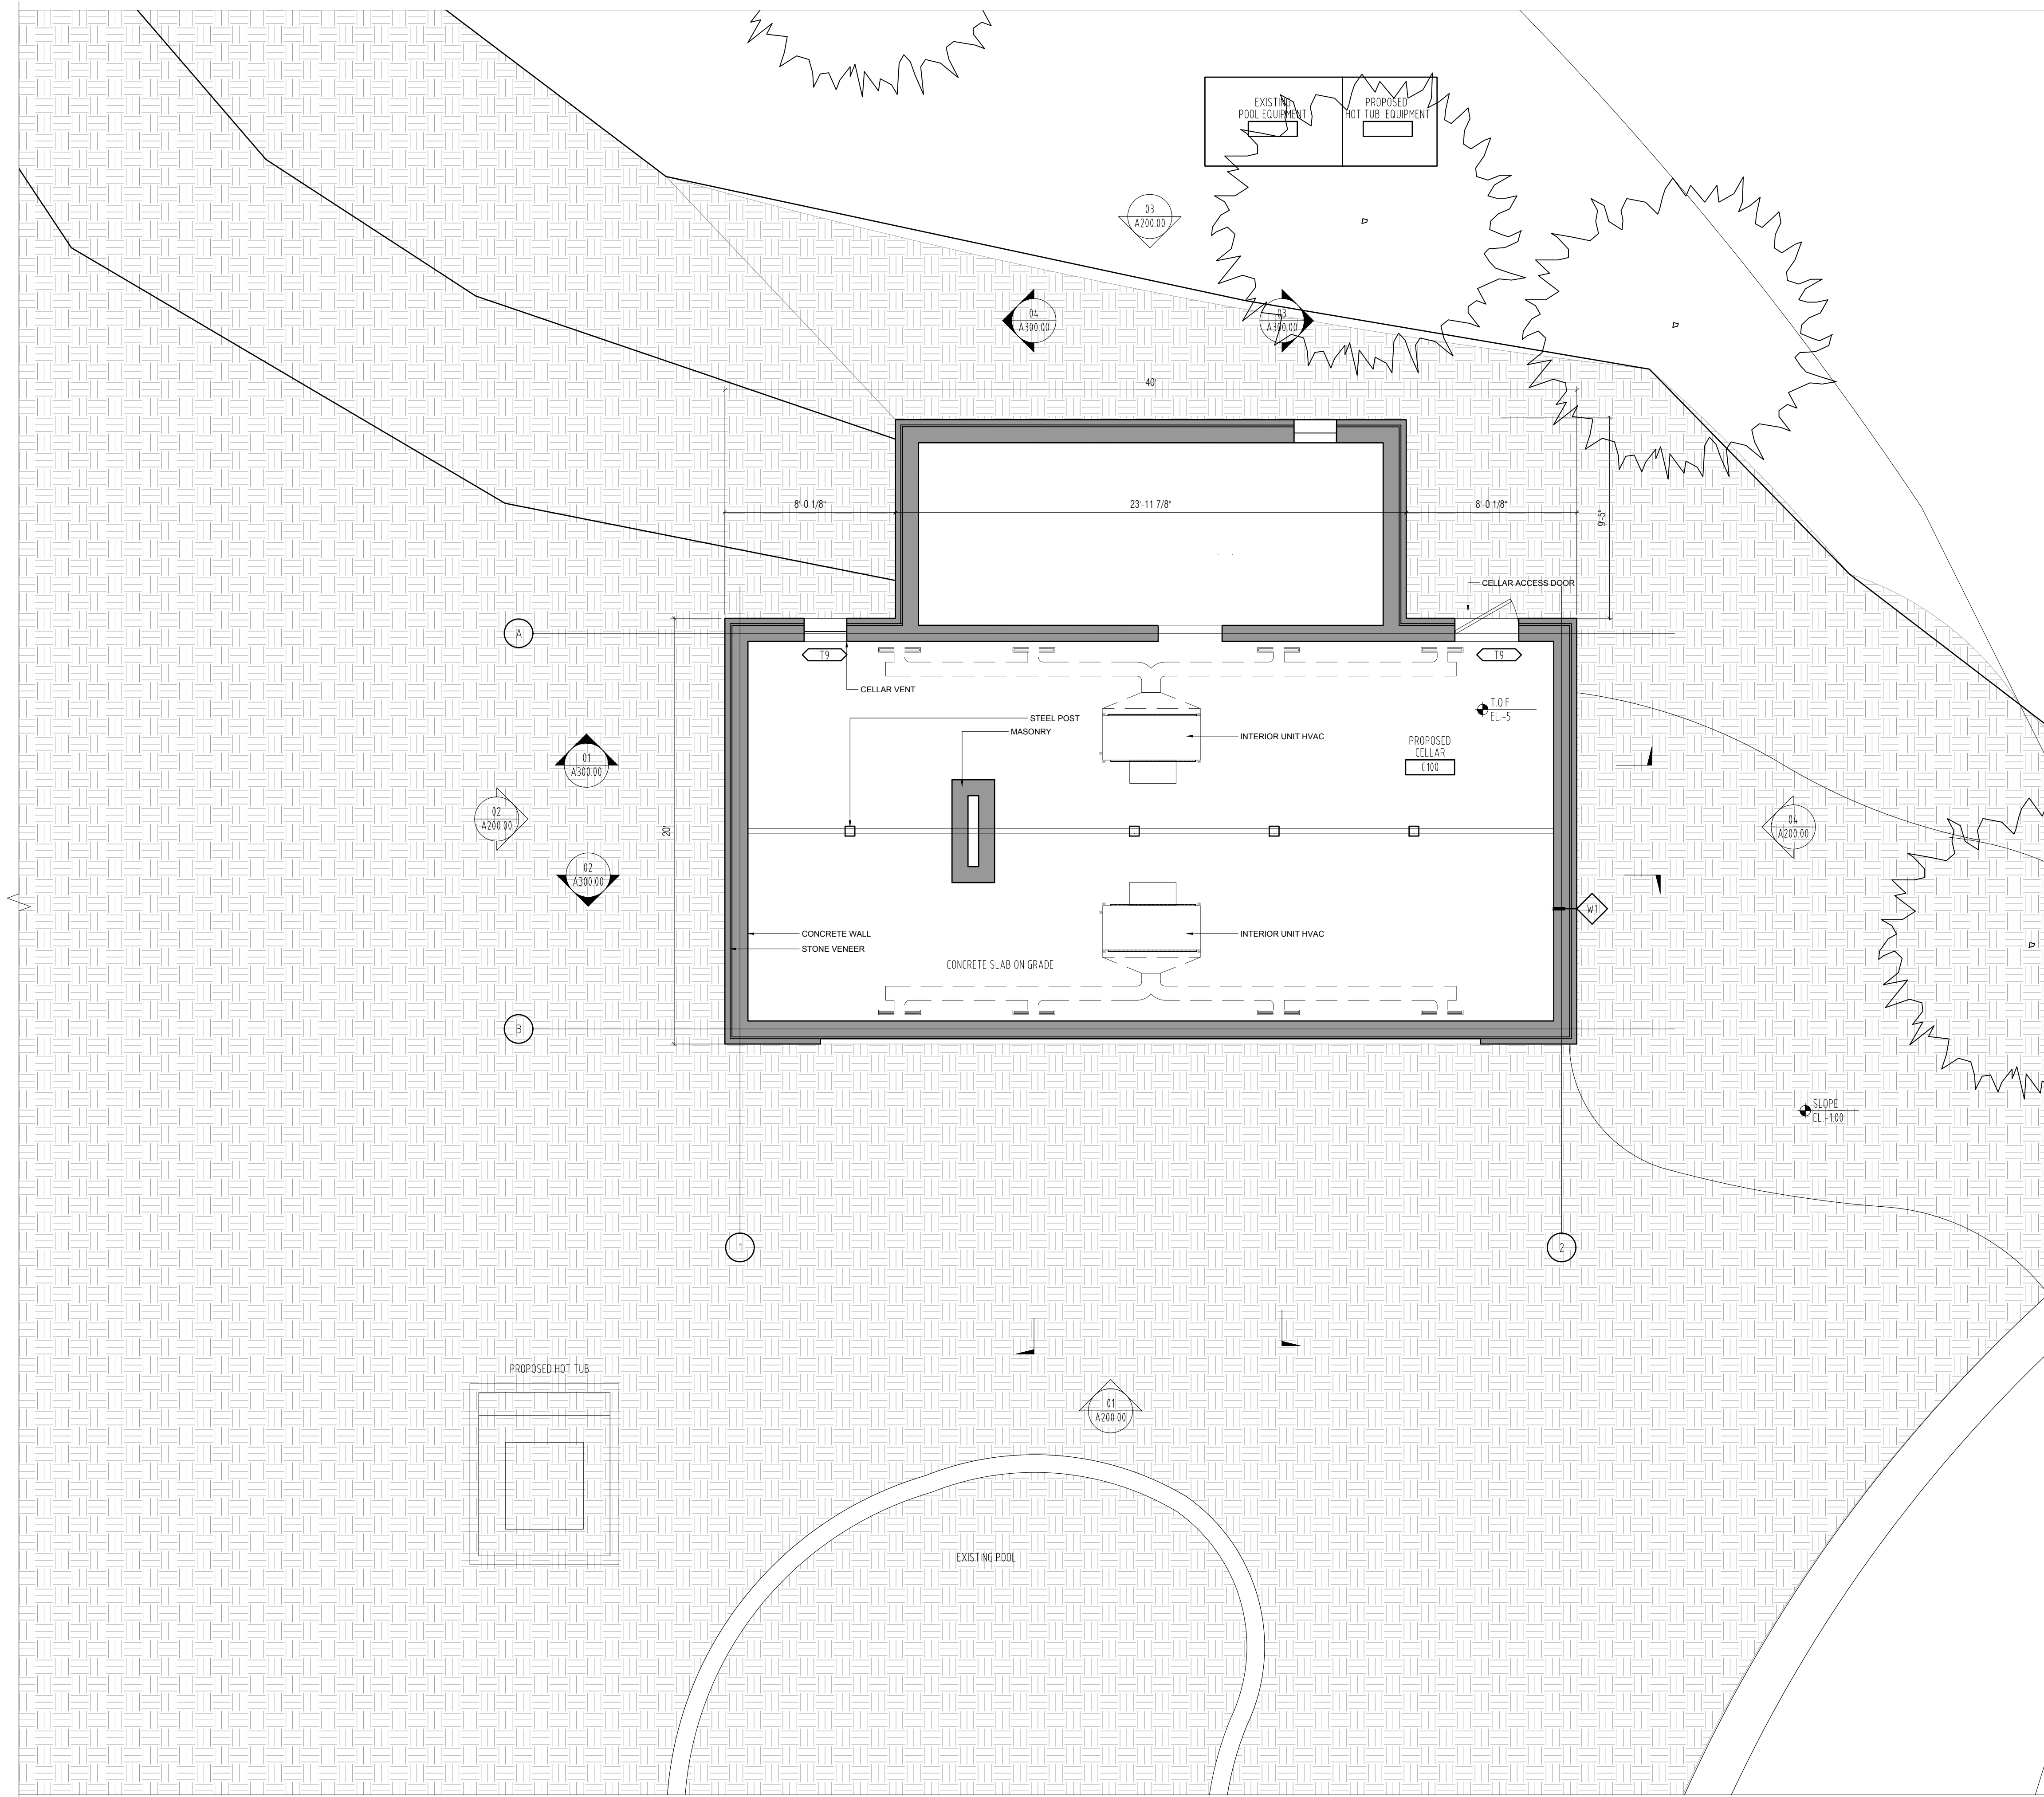 EXISTING
POOL EQUIPMENT
PROPOSED
HOT TUB EQUIPMENT
03
A200.00
04
A300.00
03
A300.00
40'
8'-0 1/8"
23'-11 7/8"
8'-0 1/8"
9'-5"
CELLAR ACCESS DOOR
A
T9
T9
CELLAR VENT
T.O.F
EL.-5
STEEL POST
MASONRY
INTERIOR UNIT HVAC
PROPOSED
CELLAR
C100
01
A300.00
02
A200.00
20'
04
A200.00
02
A300.00
W1
CONCRETE WALL
INTERIOR UNIT HVAC
STONE VENEER
CONCRETE SLAB ON GRADE
B
SLOPE
EL.-1.00
1
2
PROPOSED HOT TUB
01
A200.00
EXISTING POOL